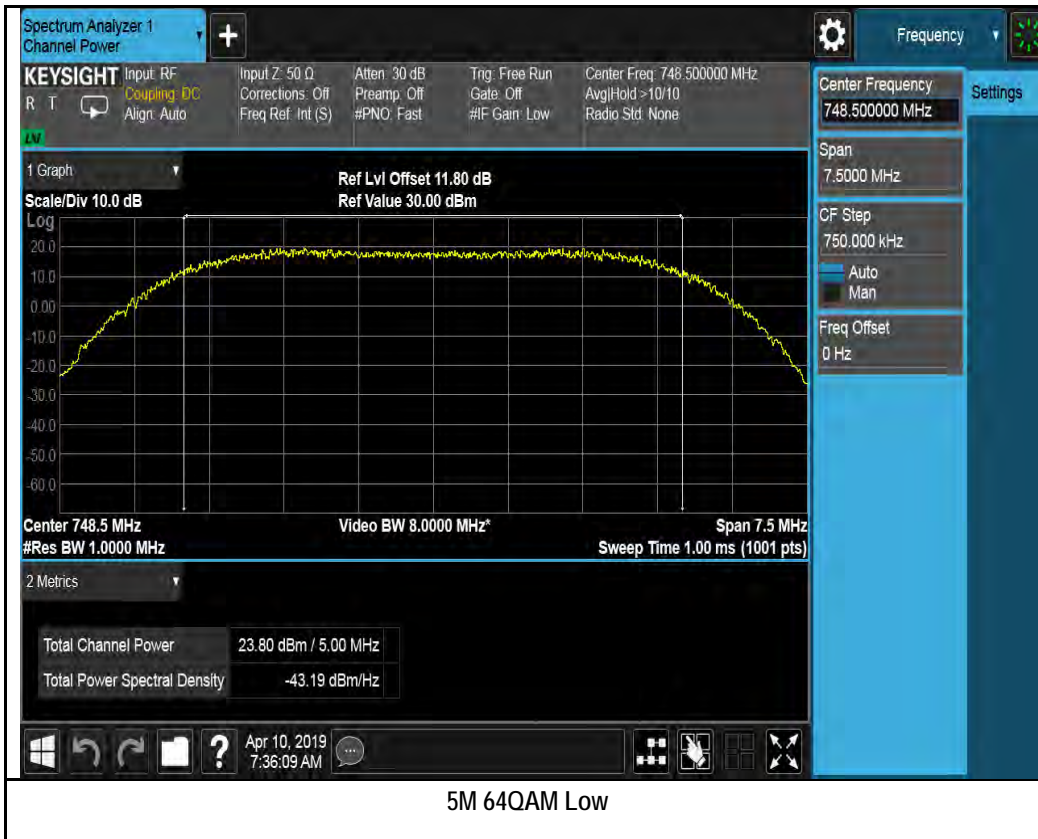 Spectrum Analyzer 1
Channel Power
+
Frequency
KEYSIGHT
R T
LV
Input: RF
Coupling: DC
Align: Auto
Input Z: 50 Ω
Corrections: Off
Freq Ref: Int (S)
Atten: 30 dB
Preamp: Off
#PNO: Fast
Trig: Free Run
Gate: Off
#IF Gain: Low
Center Freq: 748.500000 MHz
Avg|Hold >10/10
Radio Std: None
Center Frequency
748.500000 MHz
Settings
Span
7.5000 MHz
CF Step
750.000 kHz
Auto
Man
Freq Offset
0 Hz
1 Graph
Scale/Div 10.0 dB
Ref Lvl Offset 11.80 dB
Ref Value 30.00 dBm
Log
20.0
10.0
0.00
-10.0
-20.0
-30.0
-40.0
-50.0
-60.0
Center 748.5 MHz
#Res BW 1.0000 MHz
Video BW 8.0000 MHz*
Span 7.5 MHz
Sweep Time 1.00 ms (1001 pts)
2 Metrics
Total Channel Power 23.80 dBm / 5.00 MHz
Total Power Spectral Density -43.19 dBm/Hz
?
Apr 10, 2019
7:36:09 AM
5M 64QAM Low